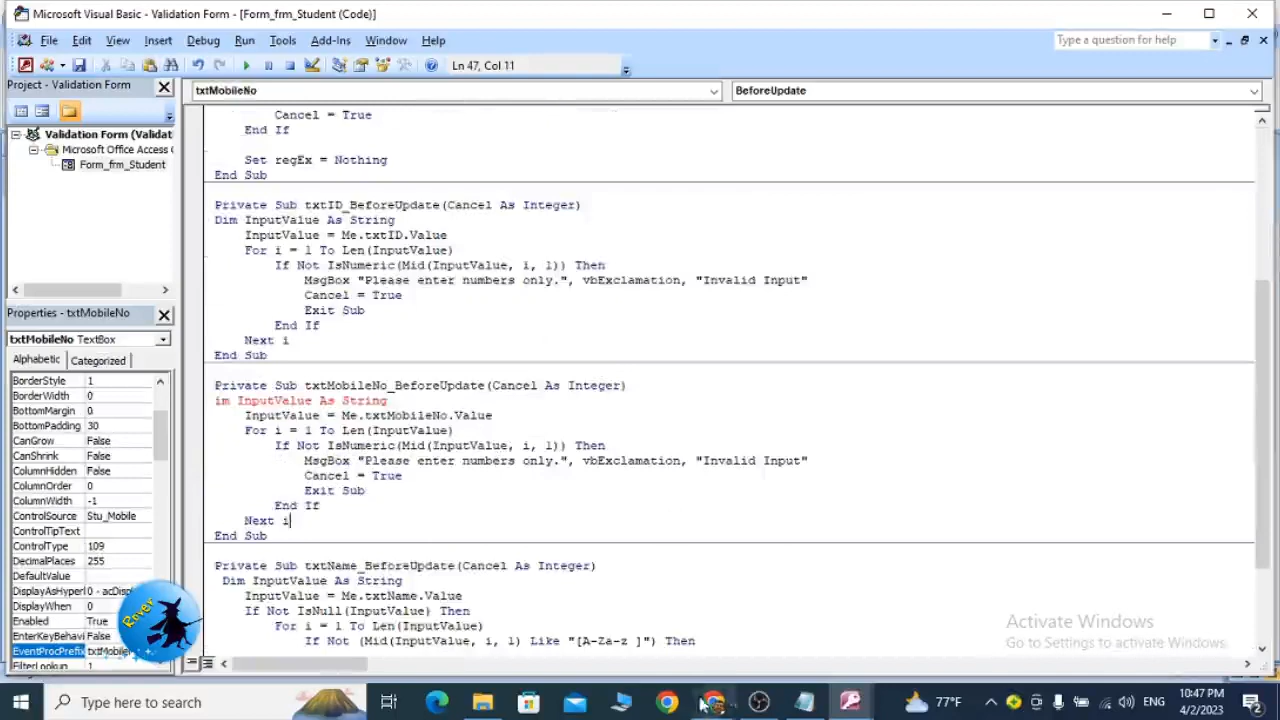 Microsoft Visual Basic - Validation Form - [Form_frm_Student (Code)]
File Edit View Insert Debug Run Tools Add-Ins Window Help
Type a question for help
Ln 47, Col 11
Project - Validation Form
txtMobileNo
BeforeUpdate
Validation Form (Validat
Microsoft Office Access C
Form_frm_Student
Cancel = True
End If
Set regEx = Nothing
End Sub
Private Sub txtID_BeforeUpdate(Cancel As Integer)
Dim InputValue As String
InputValue = Me.txtID.Value
For i = 1 To Len(InputValue)
If Not IsNumeric(Mid(InputValue, i, 1)) Then
MsgBox "Please enter numbers only.", vbExclamation, "Invalid Input"
Cancel = True
Exit Sub
End If
Next i
End Sub
Private Sub txtMobileNo_BeforeUpdate(Cancel As Integer)
im InputValue As String
InputValue = Me.txtMobileNo.Value
For i = 1 To Len(InputValue)
If Not IsNumeric(Mid(InputValue, i, 1)) Then
MsgBox "Please enter numbers only.", vbExclamation, "Invalid Input"
Cancel = True
Exit Sub
End If
Next i
End Sub
Private Sub txtName_BeforeUpdate(Cancel As Integer)
Dim InputValue As String
InputValue = Me.txtName.Value
If Not IsNull(InputValue) Then
For i = 1 To Len(InputValue)
If Not (Mid(InputValue, i, 1) Like "[A-Za-z ]") Then
Properties - txtMobileNo
txtMobileNo TextBox
Alphabetic Categorized
BorderStyle 1
BorderWidth 0
BottomMargin 0
BottomPadding 30
CanGrow False
CanShrink False
ColumnHidden False
ColumnOrder 0
ColumnWidth -1
ControlSource Stu_Mobile
ControlTipText
ControlType 109
DecimalPlaces 255
DefaultValue
DisplayAsHyperl 0 - acDisp
DisplayWhen 0
Enabled True
EnterKeyBehavi False
EventProcPrefix txtMobile
FilterLookup 1
Rover
Activate Windows
Go to Settings to activate Windows.
Type here to search
77°F
ENG
10:47 PM
4/2/2023
2